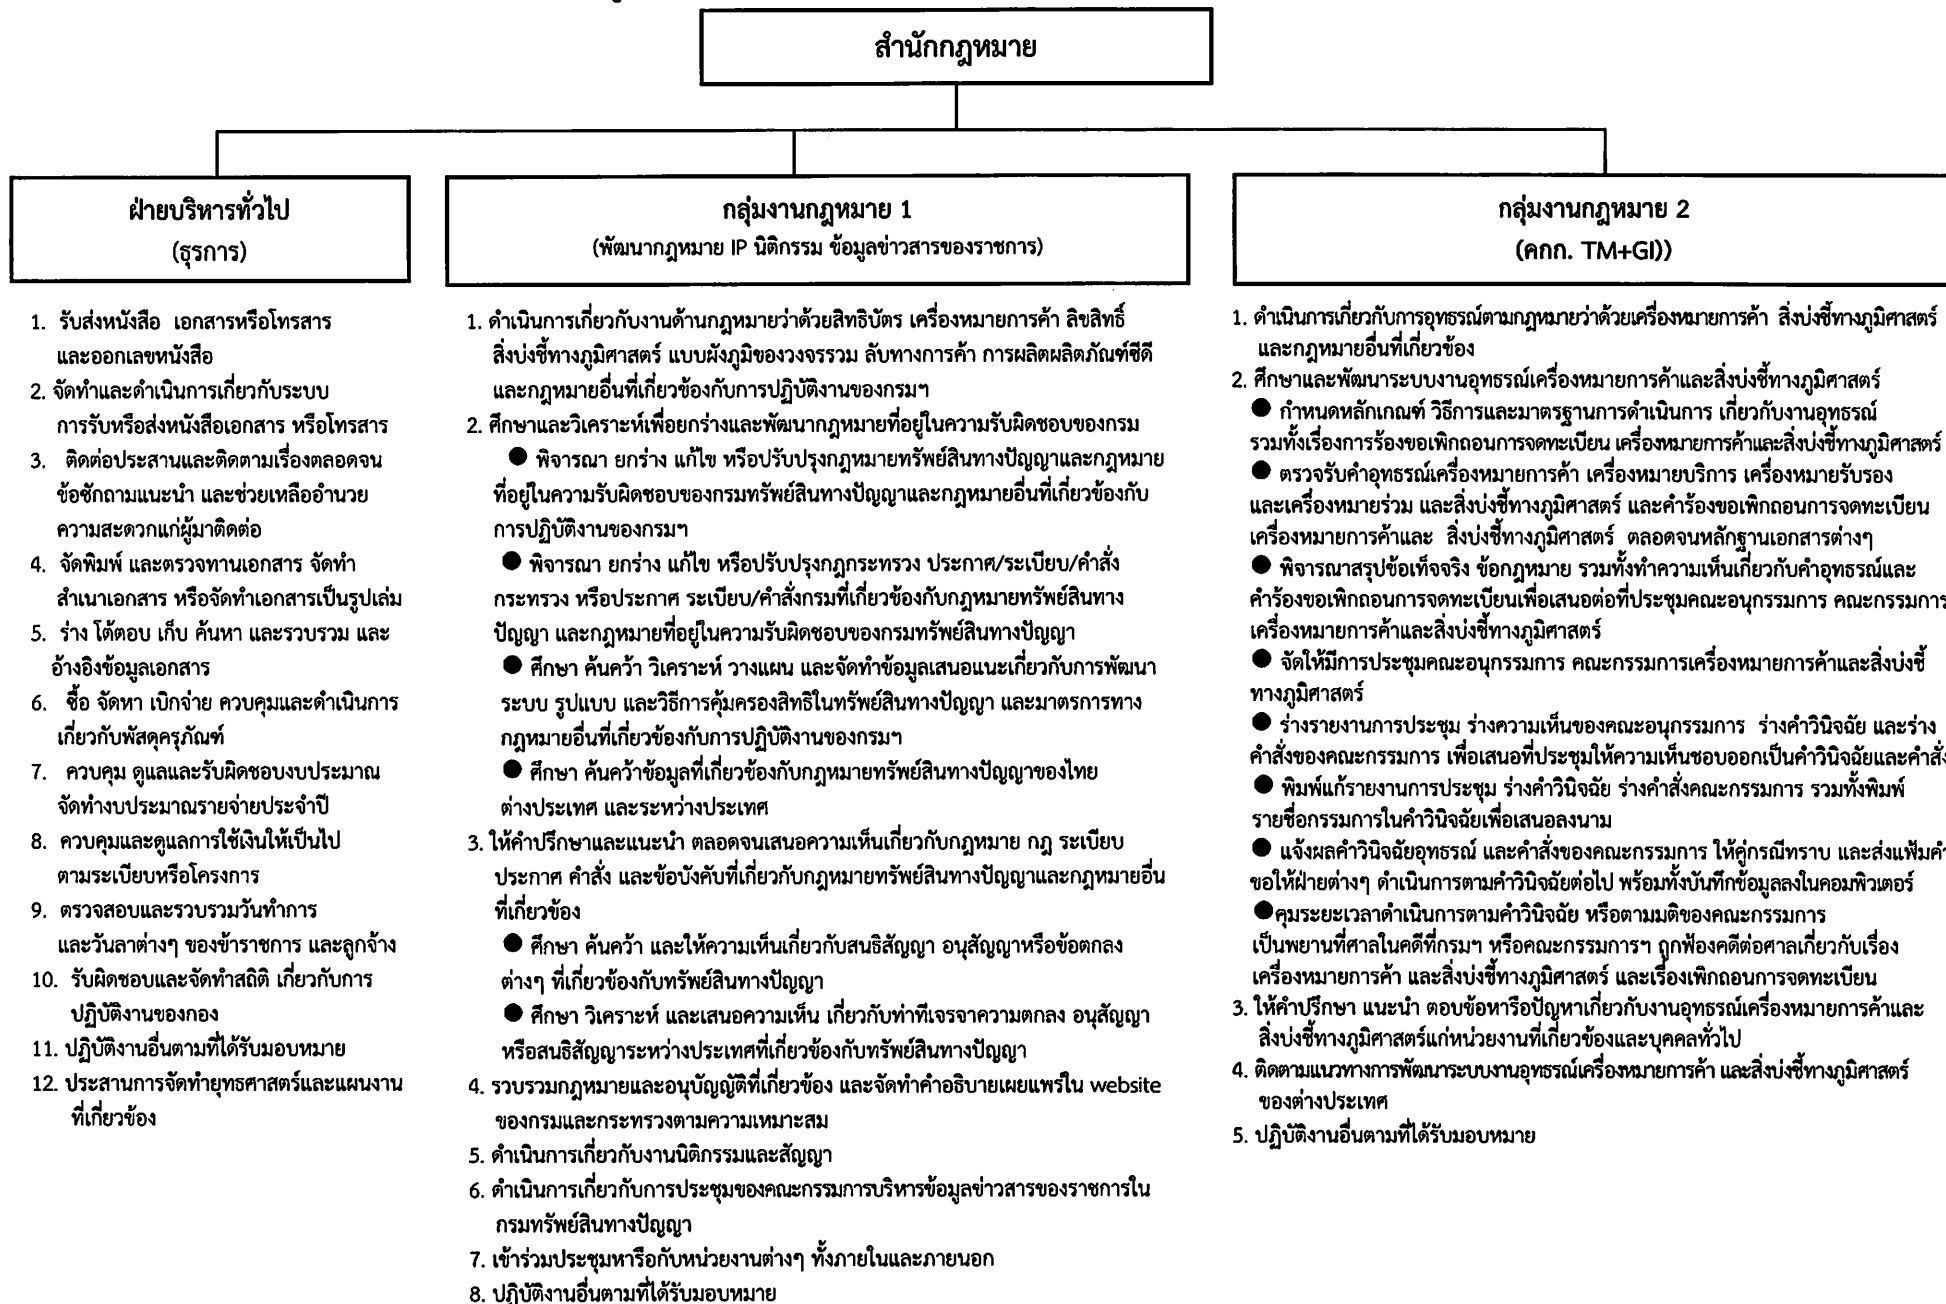 สำนักกฎหมาย
ฝ่ายบริหารทั่วไป
(ธุรการ)
1. รับส่งหนังสือ เอกสารหรือโทรสาร
และออกเลขหนังสือ
2. จัดทำและดำเนินการเกี่ยวกับระบบ
การรับหรือส่งหนังสือเอกสาร หรือโทรสาร
3. ติดต่อประสานและติดตามเรื่องตลอดจน
ข้อซักถามแนะนำ และช่วยเหลืออำนวย
ความสะดวกแก่ผู้มาติดต่อ
4. จัดพิมพ์ และตรวจทานเอกสาร จัดทำ
สำเนาเอกสาร หรือจัดทำเอกสารเป็นรูปเล่ม
5. ร่าง โต้ตอบ เก็บ ค้นหา และรวบรวม และ
อ้างอิงข้อมูลเอกสาร
6. ซื้อ จัดหา เบิกจ่าย ควบคุมและดำเนินการ
เกี่ยวกับพัสดุครุภัณฑ์
7. ควบคุม ดูแลและรับผิดชอบงบประมาณ
จัดทำงบประมาณรายจ่ายประจำปี
8. ควบคุมและดูแลการใช้เงินให้เป็นไป
ตามระเบียบหรือโครงการ
9. ตรวจสอบและรวบรวมวันทำการ
และวันลาต่างๆ ของข้าราชการ และลูกจ้าง
10. รับผิดชอบและจัดทำสถิติ เกี่ยวกับการ
ปฏิบัติงานของกอง
11. ปฏิบัติงานอื่นตามที่ได้รับมอบหมาย
12. ประสานการจัดทำยุทธศาสตร์และแผนงาน
ที่เกี่ยวข้อง
กลุ่มงานกฎหมาย 1
(พัฒนากฎหมาย IP นิติกรรม ข้อมูลข่าวสารของราชการ)
1. ดำเนินการเกี่ยวกับงานด้านกฎหมายว่าด้วยสิทธิบัตร เครื่องหมายการค้า ลิขสิทธิ์
สิ่งบ่งชี้ทางภูมิศาสตร์ แบบผังภูมิของวงจรรวม ลับทางการค้า การผลิตผลิตภัณฑ์ซีดี
และกฎหมายอื่นที่เกี่ยวข้องกับการปฏิบัติงานของกรมฯ
2. ศึกษาและวิเคราะห์เพื่อยกร่างและพัฒนากฎหมายที่อยู่ในความรับผิดชอบของกรม
● พิจารณา ยกร่าง แก้ไข หรือปรับปรุงกฎหมายทรัพย์สินทางปัญญาและกฎหมาย
ที่อยู่ในความรับผิดชอบของกรมทรัพย์สินทางปัญญาและกฎหมายอื่นที่เกี่ยวข้องกับ
การปฏิบัติงานของกรมฯ
● พิจารณา ยกร่าง แก้ไข หรือปรับปรุงกฎกระทรวง ประกาศ/ระเบียบ/คำสั่ง
กระทรวง หรือประกาศ ระเบียบ/คำสั่งกรมที่เกี่ยวข้องกับกฎหมายทรัพย์สินทาง
ปัญญา และกฎหมายที่อยู่ในความรับผิดชอบของกรมทรัพย์สินทางปัญญา
● ศึกษา ค้นคว้า วิเคราะห์ วางแผน และจัดทำข้อมูลเสนอแนะเกี่ยวกับการพัฒนา
ระบบ รูปแบบ และวิธีการคุ้มครองสิทธิในทรัพย์สินทางปัญญา และมาตรการทาง
กฎหมายอื่นที่เกี่ยวข้องกับการปฏิบัติงานของกรมฯ
● ศึกษา ค้นคว้าข้อมูลที่เกี่ยวข้องกับกฎหมายทรัพย์สินทางปัญญาของไทย
ต่างประเทศ และระหว่างประเทศ
3. ให้คำปรึกษาและแนะนำ ตลอดจนเสนอความเห็นเกี่ยวกับกฎหมาย กฎ ระเบียบ
ประกาศ คำสั่ง และข้อบังคับที่เกี่ยวกับกฎหมายทรัพย์สินทางปัญญาและกฎหมายอื่น
ที่เกี่ยวข้อง
● ศึกษา ค้นคว้า และให้ความเห็นเกี่ยวกับสนธิสัญญา อนุสัญญาหรือข้อตกลง
ต่างๆ ที่เกี่ยวข้องกับทรัพย์สินทางปัญญา
● ศึกษา วิเคราะห์ และเสนอความเห็น เกี่ยวกับท่าทีเจรจาความตกลง อนุสัญญา
หรือสนธิสัญญาระหว่างประเทศที่เกี่ยวข้องกับทรัพย์สินทางปัญญา
4. รวบรวมกฎหมายและอนุบัญญัติที่เกี่ยวข้อง และจัดทำคำอธิบายเผยแพร่ใน website
ของกรมและกระทรวงตามความเหมาะสม
5. ดำเนินการเกี่ยวกับงานนิติกรรมและสัญญา
6. ดำเนินการเกี่ยวกับการประชุมของคณะกรรมการบริหารข้อมูลข่าวสารของราชการใน
กรมทรัพย์สินทางปัญญา
7. เข้าร่วมประชุมหารือกับหน่วยงานต่างๆ ทั้งภายในและภายนอก
8. ปฏิบัติงานอื่นตามที่ได้รับมอบหมาย
กลุ่มงานกฎหมาย 2
(คกก. TM+GI))
1. ดำเนินการเกี่ยวกับการอุทธรณ์ตามกฎหมายว่าด้วยเครื่องหมายการค้า สิ่งบ่งชี้ทางภูมิศาสตร์
และกฎหมายอื่นที่เกี่ยวข้อง
2. ศึกษาและพัฒนาระบบงานอุทธรณ์เครื่องหมายการค้าและสิ่งบ่งชี้ทางภูมิศาสตร์
● กำหนดหลักเกณฑ์ วิธีการและมาตรฐานการดำเนินการ เกี่ยวกับงานอุทธรณ์
รวมทั้งเรื่องการร้องขอเพิกถอนการจดทะเบียน เครื่องหมายการค้าและสิ่งบ่งชี้ทางภูมิศาสตร์
● ตรวจรับคำอุทธรณ์เครื่องหมายการค้า เครื่องหมายบริการ เครื่องหมายรับรอง
และเครื่องหมายร่วม และสิ่งบ่งชี้ทางภูมิศาสตร์ และคำร้องขอเพิกถอนการจดทะเบียน
เครื่องหมายการค้าและ สิ่งบ่งชี้ทางภูมิศาสตร์ ตลอดจนหลักฐานเอกสารต่างๆ
● พิจารณาสรุปข้อเท็จจริง ข้อกฎหมาย รวมทั้งทำความเห็นเกี่ยวกับคำอุทธรณ์และ
คำร้องขอเพิกถอนการจดทะเบียนเพื่อเสนอต่อที่ประชุมคณะอนุกรรมการ คณะกรรมการ
เครื่องหมายการค้าและสิ่งบ่งชี้ทางภูมิศาสตร์
● จัดให้มีการประชุมคณะอนุกรรมการ คณะกรรมการเครื่องหมายการค้าและสิ่งบ่งชี้
ทางภูมิศาสตร์
● ร่างรายงานการประชุม ร่างความเห็นของคณะอนุกรรมการ ร่างคำวินิจฉัย และร่าง
คำสั่งของคณะกรรมการ เพื่อเสนอที่ประชุมให้ความเห็นชอบออกเป็นคำวินิจฉัยและคำสั่ง
● พิมพ์แก้รายงานการประชุม ร่างคำวินิจฉัย ร่างคำสั่งคณะกรรมการ รวมทั้งพิมพ์
รายชื่อกรรมการในคำวินิจฉัยเพื่อเสนอลงนาม
● แจ้งผลคำวินิจฉัยอุทธรณ์ และคำสั่งของคณะกรรมการ ให้คู่กรณีทราบ และส่งแฟ้มคำ
ขอให้ฝ่ายต่างๆ ดำเนินการตามคำวินิจฉัยต่อไป พร้อมทั้งบันทึกข้อมูลลงในคอมพิวเตอร์
●คุมระยะเวลาดำเนินการตามคำวินิจฉัย หรือตามมติของคณะกรรมการ
เป็นพยานที่ศาลในคดีที่กรมฯ หรือคณะกรรมการฯ ถูกฟ้องคดีต่อศาลเกี่ยวกับเรื่อง
เครื่องหมายการค้า และสิ่งบ่งชี้ทางภูมิศาสตร์ และเรื่องเพิกถอนการจดทะเบียน
3. ให้คำปรึกษา แนะนำ ตอบข้อหารือปัญหาเกี่ยวกับงานอุทธรณ์เครื่องหมายการค้าและ
สิ่งบ่งชี้ทางภูมิศาสตร์แก่หน่วยงานที่เกี่ยวข้องและบุคคลทั่วไป
4. ติดตามแนวทางการพัฒนาระบบงานอุทธรณ์เครื่องหมายการค้า และสิ่งบ่งชี้ทางภูมิศาสตร์
ของต่างประเทศ
5. ปฏิบัติงานอื่นตามที่ได้รับมอบหมาย